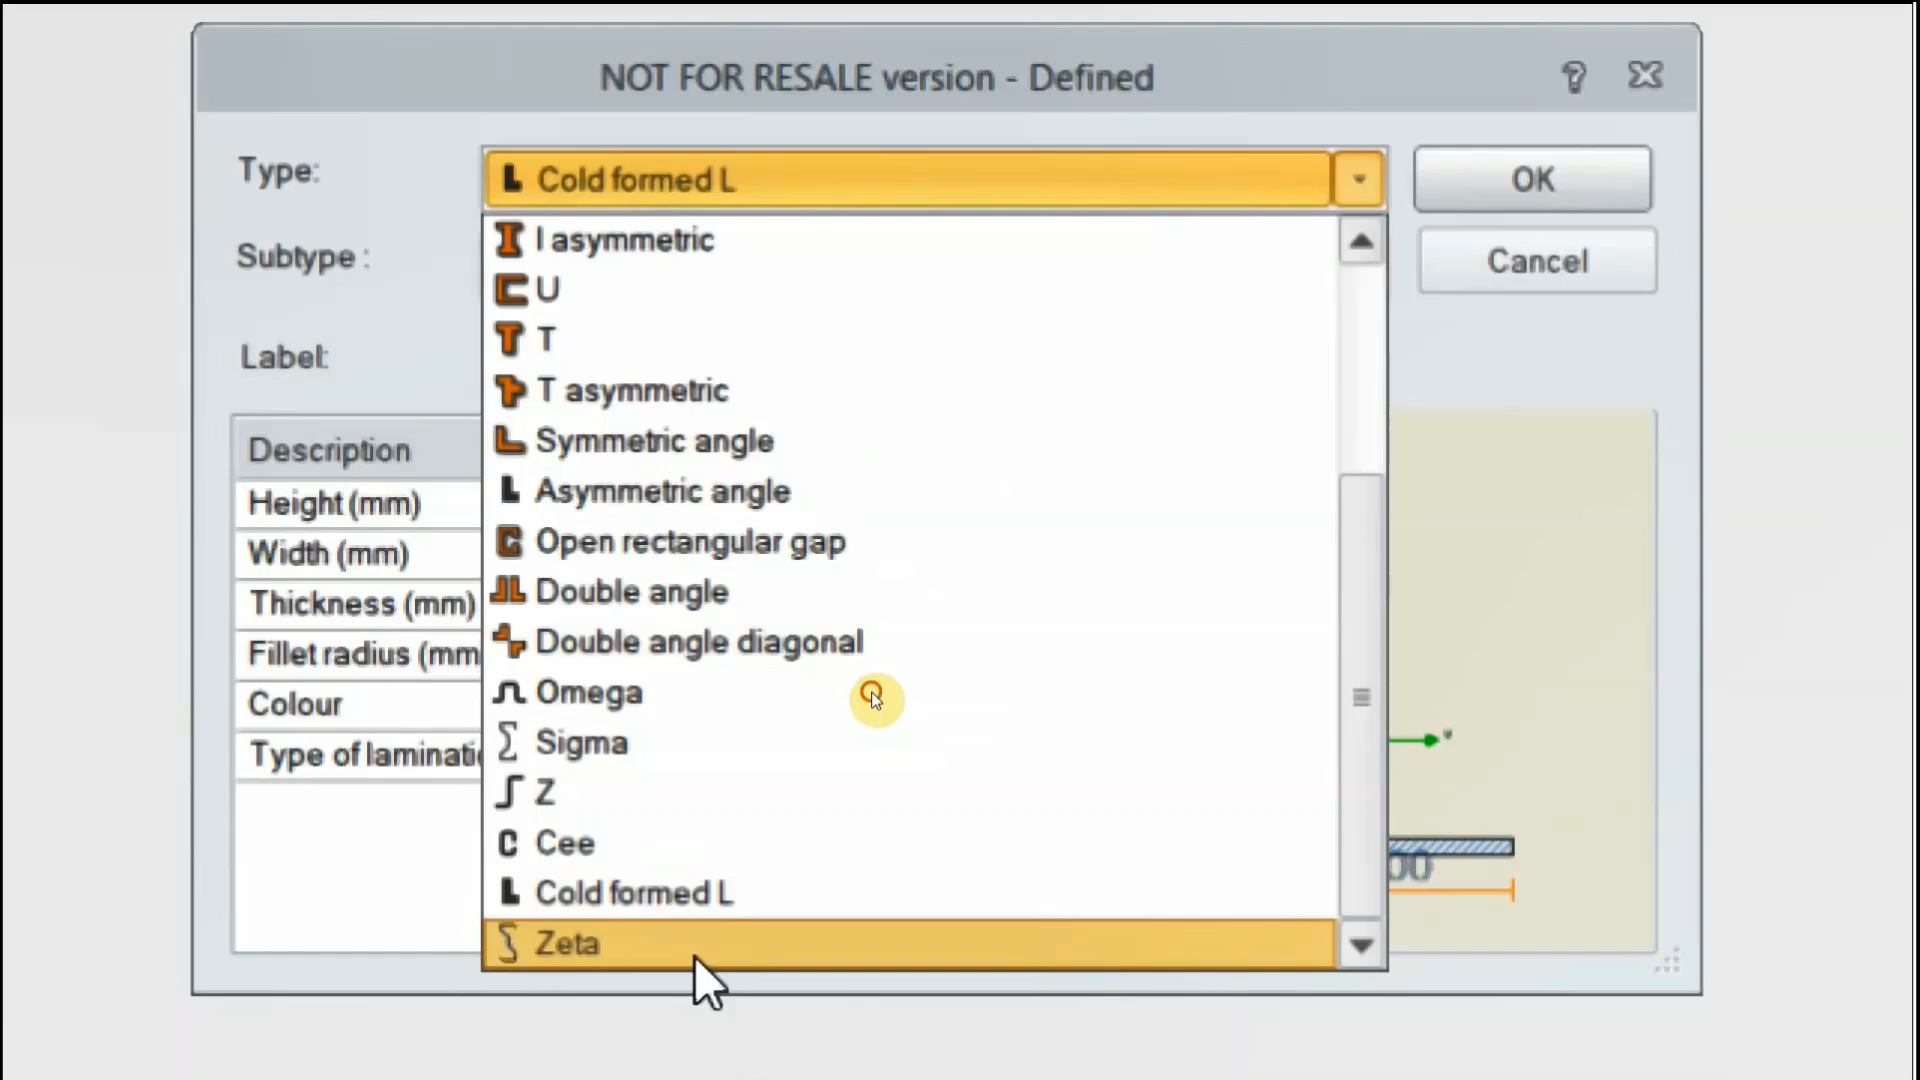 NOT FOR RESALE version - Defined
Type:
Cold formed L
OK
Subtype :
Cancel
Label:
I asymmetric
U
T
T asymmetric
Symmetric angle
Asymmetric angle
Open rectangular gap
Double angle
Double angle diagonal
Omega
Sigma
Z
Cee
Cold formed L
Zeta
Description
Height (mm)
Width (mm)
Thickness (mm)
Fillet radius (mm
Colour
Type of laminati
00